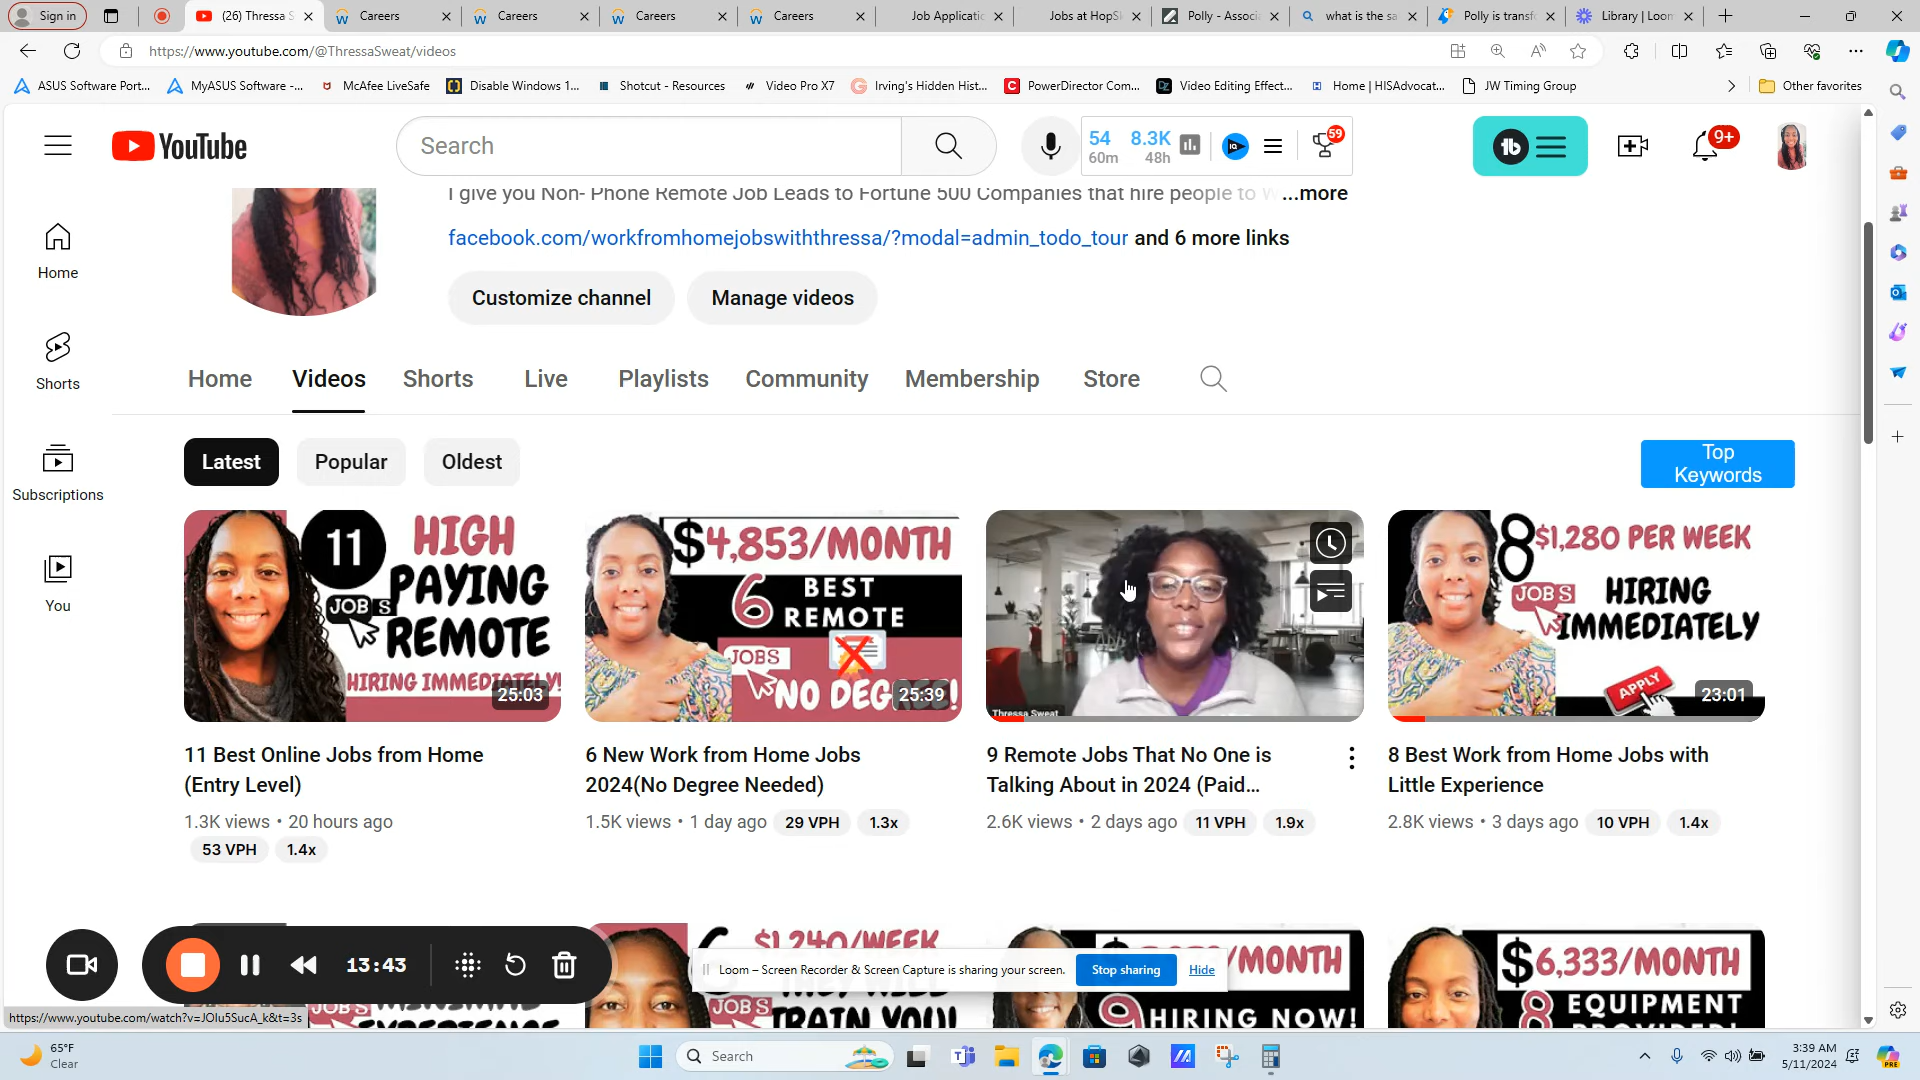 Sign in
(26) Thressa S
Careers
Careers
Careers
Careers
Job Applicatic
Jobs at HopSk
Polly - Associa
what is the sa
Polly is transf
Library | Loom
https://www.youtube.com/@ThressaSweat/videos
ASUS Software Port...
MyASUS Software -...
McAfee LiveSafe
Disable Windows 1...
Shotcut - Resources
Video Pro X7
Irving's Hidden Hist...
PowerDirector Com...
Video Editing Effect...
Home | HISAdvocat...
JW Timing Group
Other favorites
YouTube
Search
54
60m
8.3K
48h
59
9+
I give you Non- Phone Remote Job Leads to Fortune 500 Companies that hire people to W ...more
facebook.com/workfromhomejobswiththressa/?modal=admin_todo_tour and 6 more links
Customize channel
Manage videos
Home
Shorts
Subscriptions
You
Home
Videos
Shorts
Live
Playlists
Community
Membership
Store
Latest
Popular
Oldest
Top
Keywords
11
HIGH
PAYING
JOBS
REMOTE
HIRING IMMEDIATELY!
25:03
$4,853/MONTH
6 BEST
REMOTE
JOBS
NO DEGREE!
25:39
Thressa Sweat
8 $1,280 PER WEEK
JOBS HIRING
IMMEDIATELY
APPLY
23:01
11 Best Online Jobs from Home
(Entry Level)
1.3K views • 20 hours ago
53 VPH
1.4x
6 New Work from Home Jobs
2024(No Degree Needed)
1.5K views • 1 day ago
29 VPH
1.3x
9 Remote Jobs That No One is
Talking About in 2024 (Paid...
2.6K views • 2 days ago
11 VPH
1.9x
8 Best Work from Home Jobs with
Little Experience
2.8K views • 3 days ago
10 VPH
1.4x
6 $1,240/WEEK
THEY WILL
JOBS
TRAIN YOU!
/MONTH
JOBS
9 HIRING NOW!
$6,333/MONTH
8 EQUIPMENT
PROVIDED!
EXPERIENCE
13:43
Loom – Screen Recorder & Screen Capture is sharing your screen.
Stop sharing
Hide
https://www.youtube.com/watch?v=JOlu5SucA_k&t=3s
65°F
Clear
Search
3:39 AM
5/11/2024